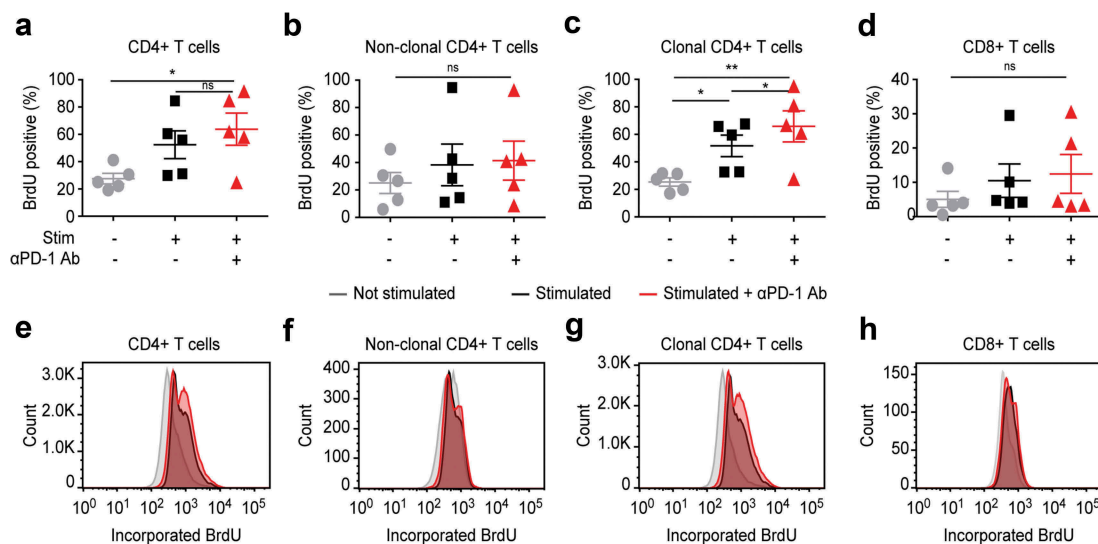 a
CD4+ T cells
BrdU positive (%)
100
80
60
40
20
0
*
ns
b
Non-clonal CD4+ T cells
BrdU positive (%)
100
80
60
40
20
0
ns
c
Clonal CD4+ T cells
BrdU positive (%)
100
80
60
40
20
0
**
*
*
d
CD8+ T cells
BrdU positive (%)
40
30
20
10
0
ns
Stim - + + - + + - + + - + +
αPD-1 Ab - - + - - + - - + - - +
Not stimulated Stimulated Stimulated + αPD-1 Ab
e
CD4+ T cells
Count
3.0K
2.0K
1.0K
0
10⁰ 10¹ 10² 10³ 10⁴ 10⁵
Incorporated BrdU
f
Non-clonal CD4+ T cells
Count
400
300
200
100
0
10⁰ 10¹ 10² 10³ 10⁴ 10⁵
Incorporated BrdU
g
Clonal CD4+ T cells
Count
3.0K
2.0K
1.0K
0
10⁰ 10¹ 10² 10³ 10⁴ 10⁵
Incorporated BrdU
h
CD8+ T cells
Count
150
100
50
0
10⁰ 10¹ 10² 10³ 10⁴ 10⁵
Incorporated BrdU